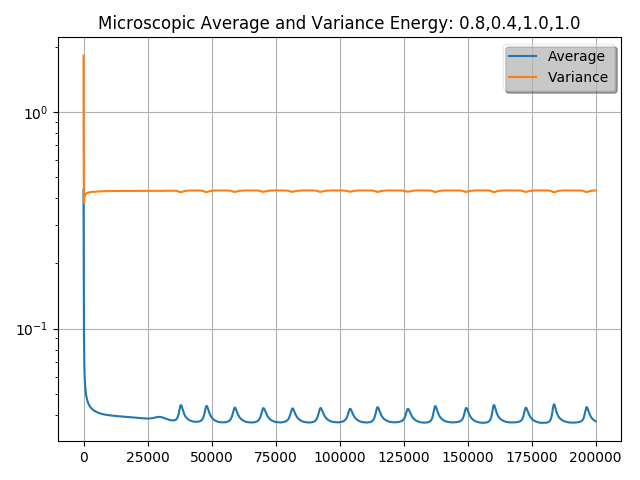 Microscopic Average and Variance Energy: 0.8,0.4,1.0,1.0
Average
Variance
10⁰
10⁻¹
0 25000 50000 75000 100000 125000 150000 175000 200000